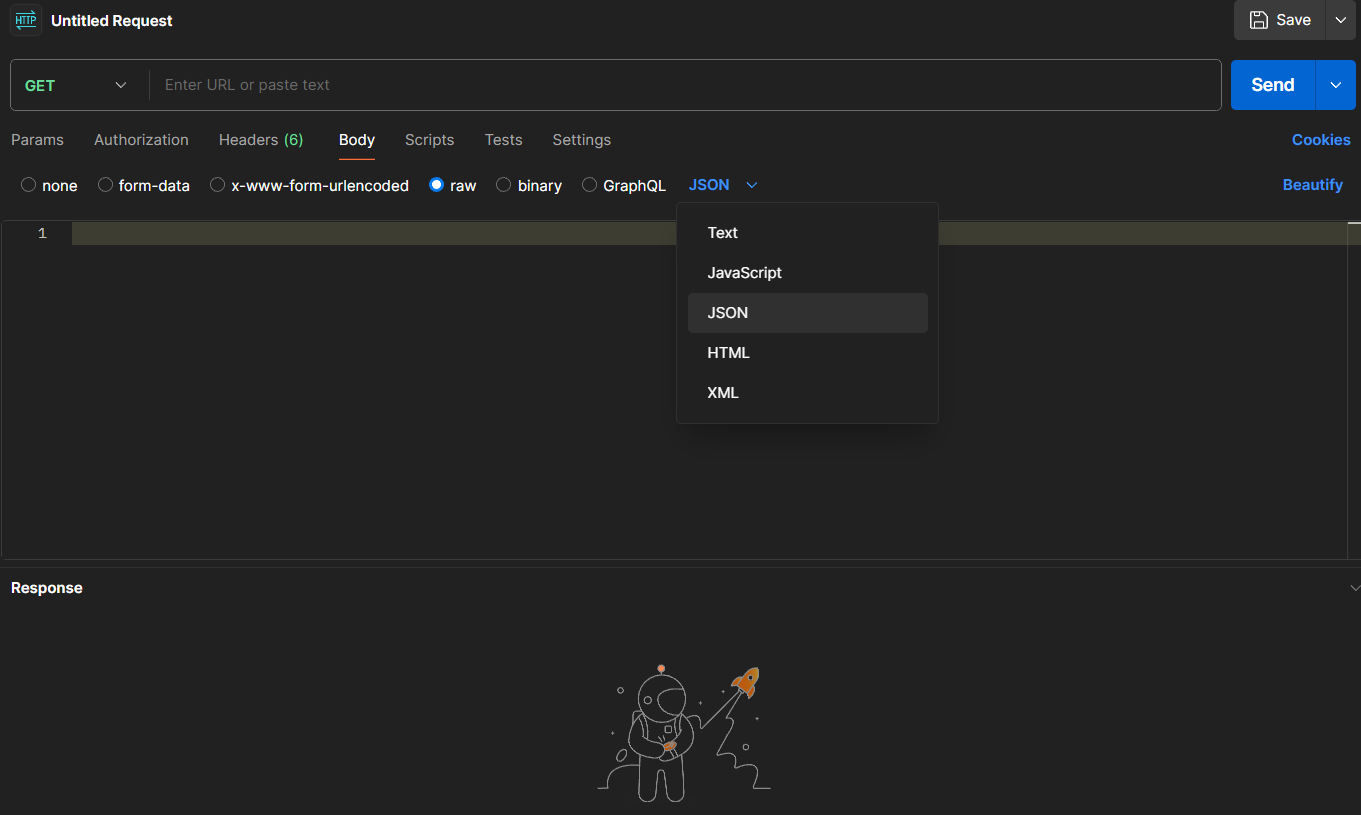 HTTP Untitled Request Save
GET Enter URL or paste text Send
Params Authorization Headers (6) Body Scripts Tests Settings Cookies
none form-data x-www-form-urlencoded raw binary GraphQL JSON Beautify
1 Text
JavaScript
JSON
HTML
XML
Response